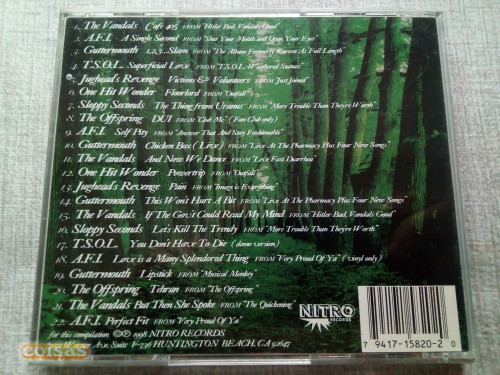 1. The Vandals Cafe 405 FROM "Hitler Bad, Vandals Good"
2. A.F.I. A Single Second FROM "Shut Your Mouth and Open Your Eyes"
3. Guttermouth 1,2,3...Slam FROM "The Album Formerly Known As Full Length"
4. T.S.O.L. Superficial Love FROM "T.S.O.L. Weathered Statues"
5. Jughead's Revenge Victims & Volunteers FROM "Just Joined"
6. One Hit Wonder Floorlord FROM "Outfall"
7. Sloppy Seconds The Thing from Uranus FROM "More Trouble Than They're Worth"
8. The Offspring DUI FROM "Club Me" (Fan Club only)
9. A.F.I. Self Pity FROM "Answer That And Stay Fashionable"
10. Guttermouth Chicken Box (Live) FROM "Live At The Pharmacy Plus Four New Songs"
11. The Vandals And Now We Dance FROM "Live Fast Diarrhea"
12. One Hit Wonder Powertrip FROM "Outfall"
13. Jughead's Revenge Pain FROM "Image is Everything"
14. Guttermouth This Won't Hurt A Bit FROM "Live At The Pharmacy Plus Four New Songs"
15. The Vandals If The Gov't Could Read My Mind FROM "Hitler Bad, Vandals Good"
16. Sloppy Seconds Let's Kill The Trendy FROM "More Trouble Than They're Worth"
17. T.S.O.L. You Don't Have To Die (demo version)
18. A.F.I. Love is a Many Splendored Thing FROM "Very Proud Of Ya" (vinyl only)
19. Guttermouth Lipstick FROM "Musical Monkey"
20. The Offspring Tehran FROM "The Offspring"
21. The Vandals But Then She Spoke FROM "The Quickening"
22. A.F.I. Perfect Fit FROM "Very Proud Of Ya"
for this compilation ©℗ 1998 NITRO RECORDS
Ave. SUITE F-736 HUNTINGTON BEACH, CA 92647
NITRO
RECORDS
7 9417-15820-2 0
coisas